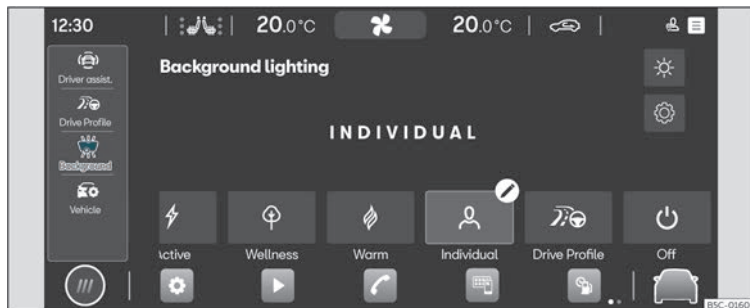 12:30
20.0°C
20.0°C
Driver assist.
Drive Profile
Background
Vehicle
Background lighting
INDIVIDUAL
active
Wellness
Warm
Individual
Drive Profile
Off
BSC-0160